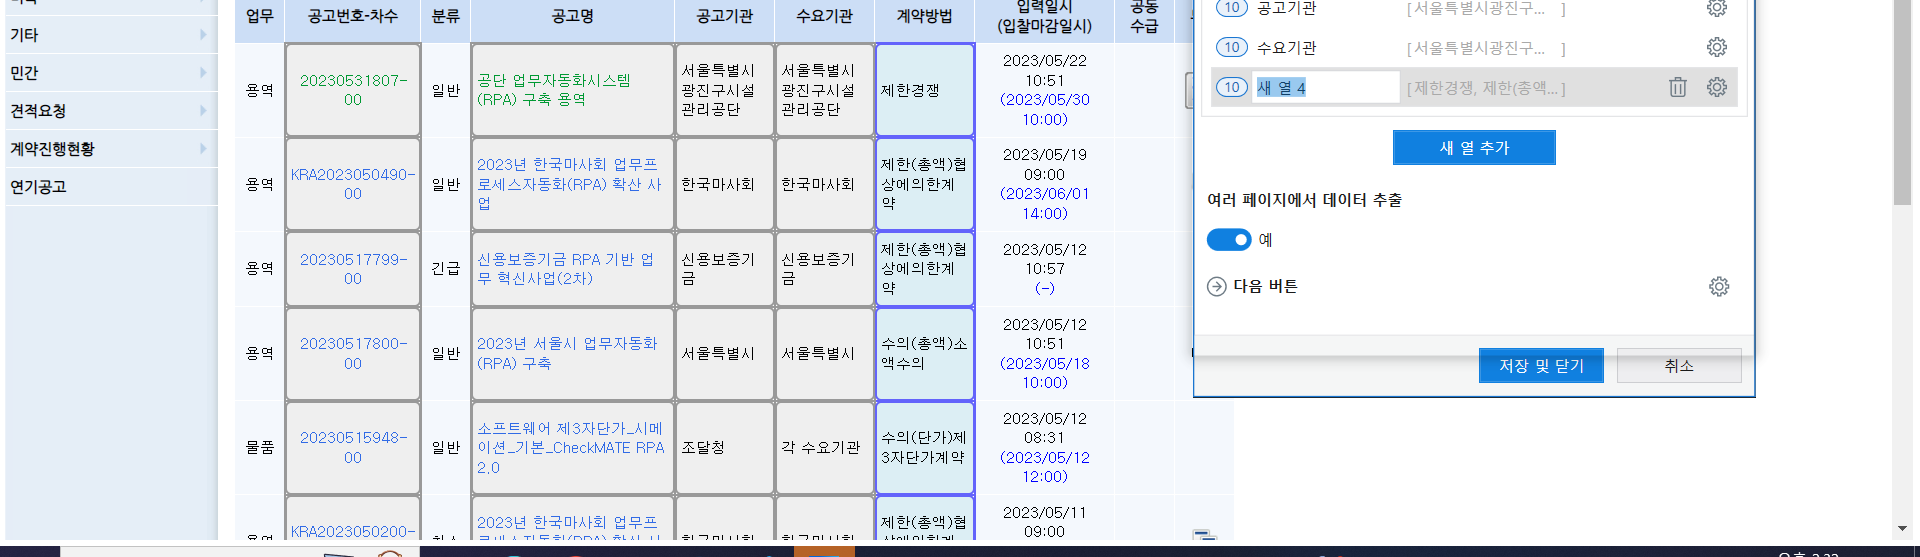 기타
민간
견적요청
계약진행현황
연기공고
업무 공고번호-차수 분류 공고명 공고기관 수요기관 계약방법 입력일시 공동
(입찰마감일시) 수급
용역
20230531807-
00
일반
공단 업무자동화시스템
(RPA) 구축 용역
서울특별시
광진구시설
관리공단
서울특별시
광진구시설
관리공단
제한경쟁
2023/05/22
10:51
(2023/05/30
10:00)
용역
KRA2023050490-
00
일반
2023년 한국마사회 업무프
로세스자동화(RPA) 확산 사
업
한국마사회
한국마사회
제한(총액)협
상에의한계
약
2023/05/19
09:00
(2023/06/01
14:00)
용역
20230517799-
00
긴급
신용보증기금 RPA 기반 업
무 혁신사업(2차)
신용보증기
금
신용보증기
금
제한(총액)협
상에의한계
약
2023/05/12
10:57
(-)
용역
20230517800-
00
일반
2023년 서울시 업무자동화
(RPA) 구축
서울특별시
서울특별시
수의(총액)소
액수의
2023/05/12
10:51
(2023/05/18
10:00)
물품
20230515948-
00
일반
소프트웨어 제3자단가_시메
이션_기본_CheckMATE RPA
2.0
조달청
각 수요기관
수의(단가)제
3자단가계약
2023/05/12
08:31
(2023/05/12
12:00)
KRA2023050200-
2023년 한국마사회 업무프
제한(총액)협
2023/05/11
09:00
10 공고기관 [서울특별시광진구... ]
10 수요기관 [서울특별시광진구... ]
10 새 열 4 [제한경쟁, 제한(총액...]
새 열 추가
여러 페이지에서 데이터 추출
예
다음 버튼
저장 및 닫기 취소